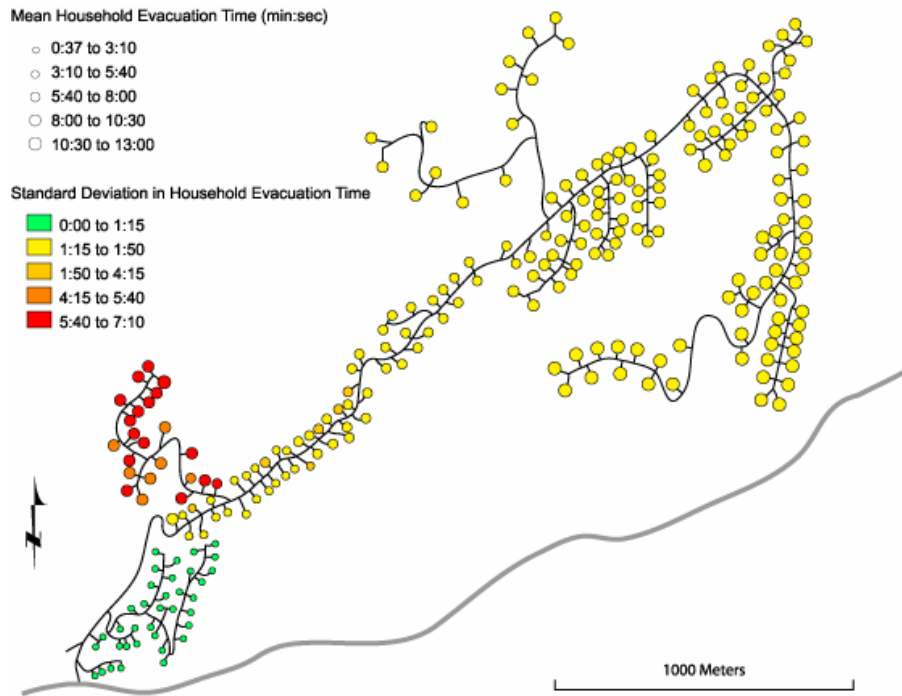 Mean Household Evacuation Time (min:sec)
0:37 to 3:10
3:10 to 5:40
5:40 to 8:00
8:00 to 10:30
10:30 to 13:00
Standard Deviation in Household Evacuation Time
0:00 to 1:15
1:15 to 1:50
1:50 to 4:15
4:15 to 5:40
5:40 to 7:10
N
1000 Meters